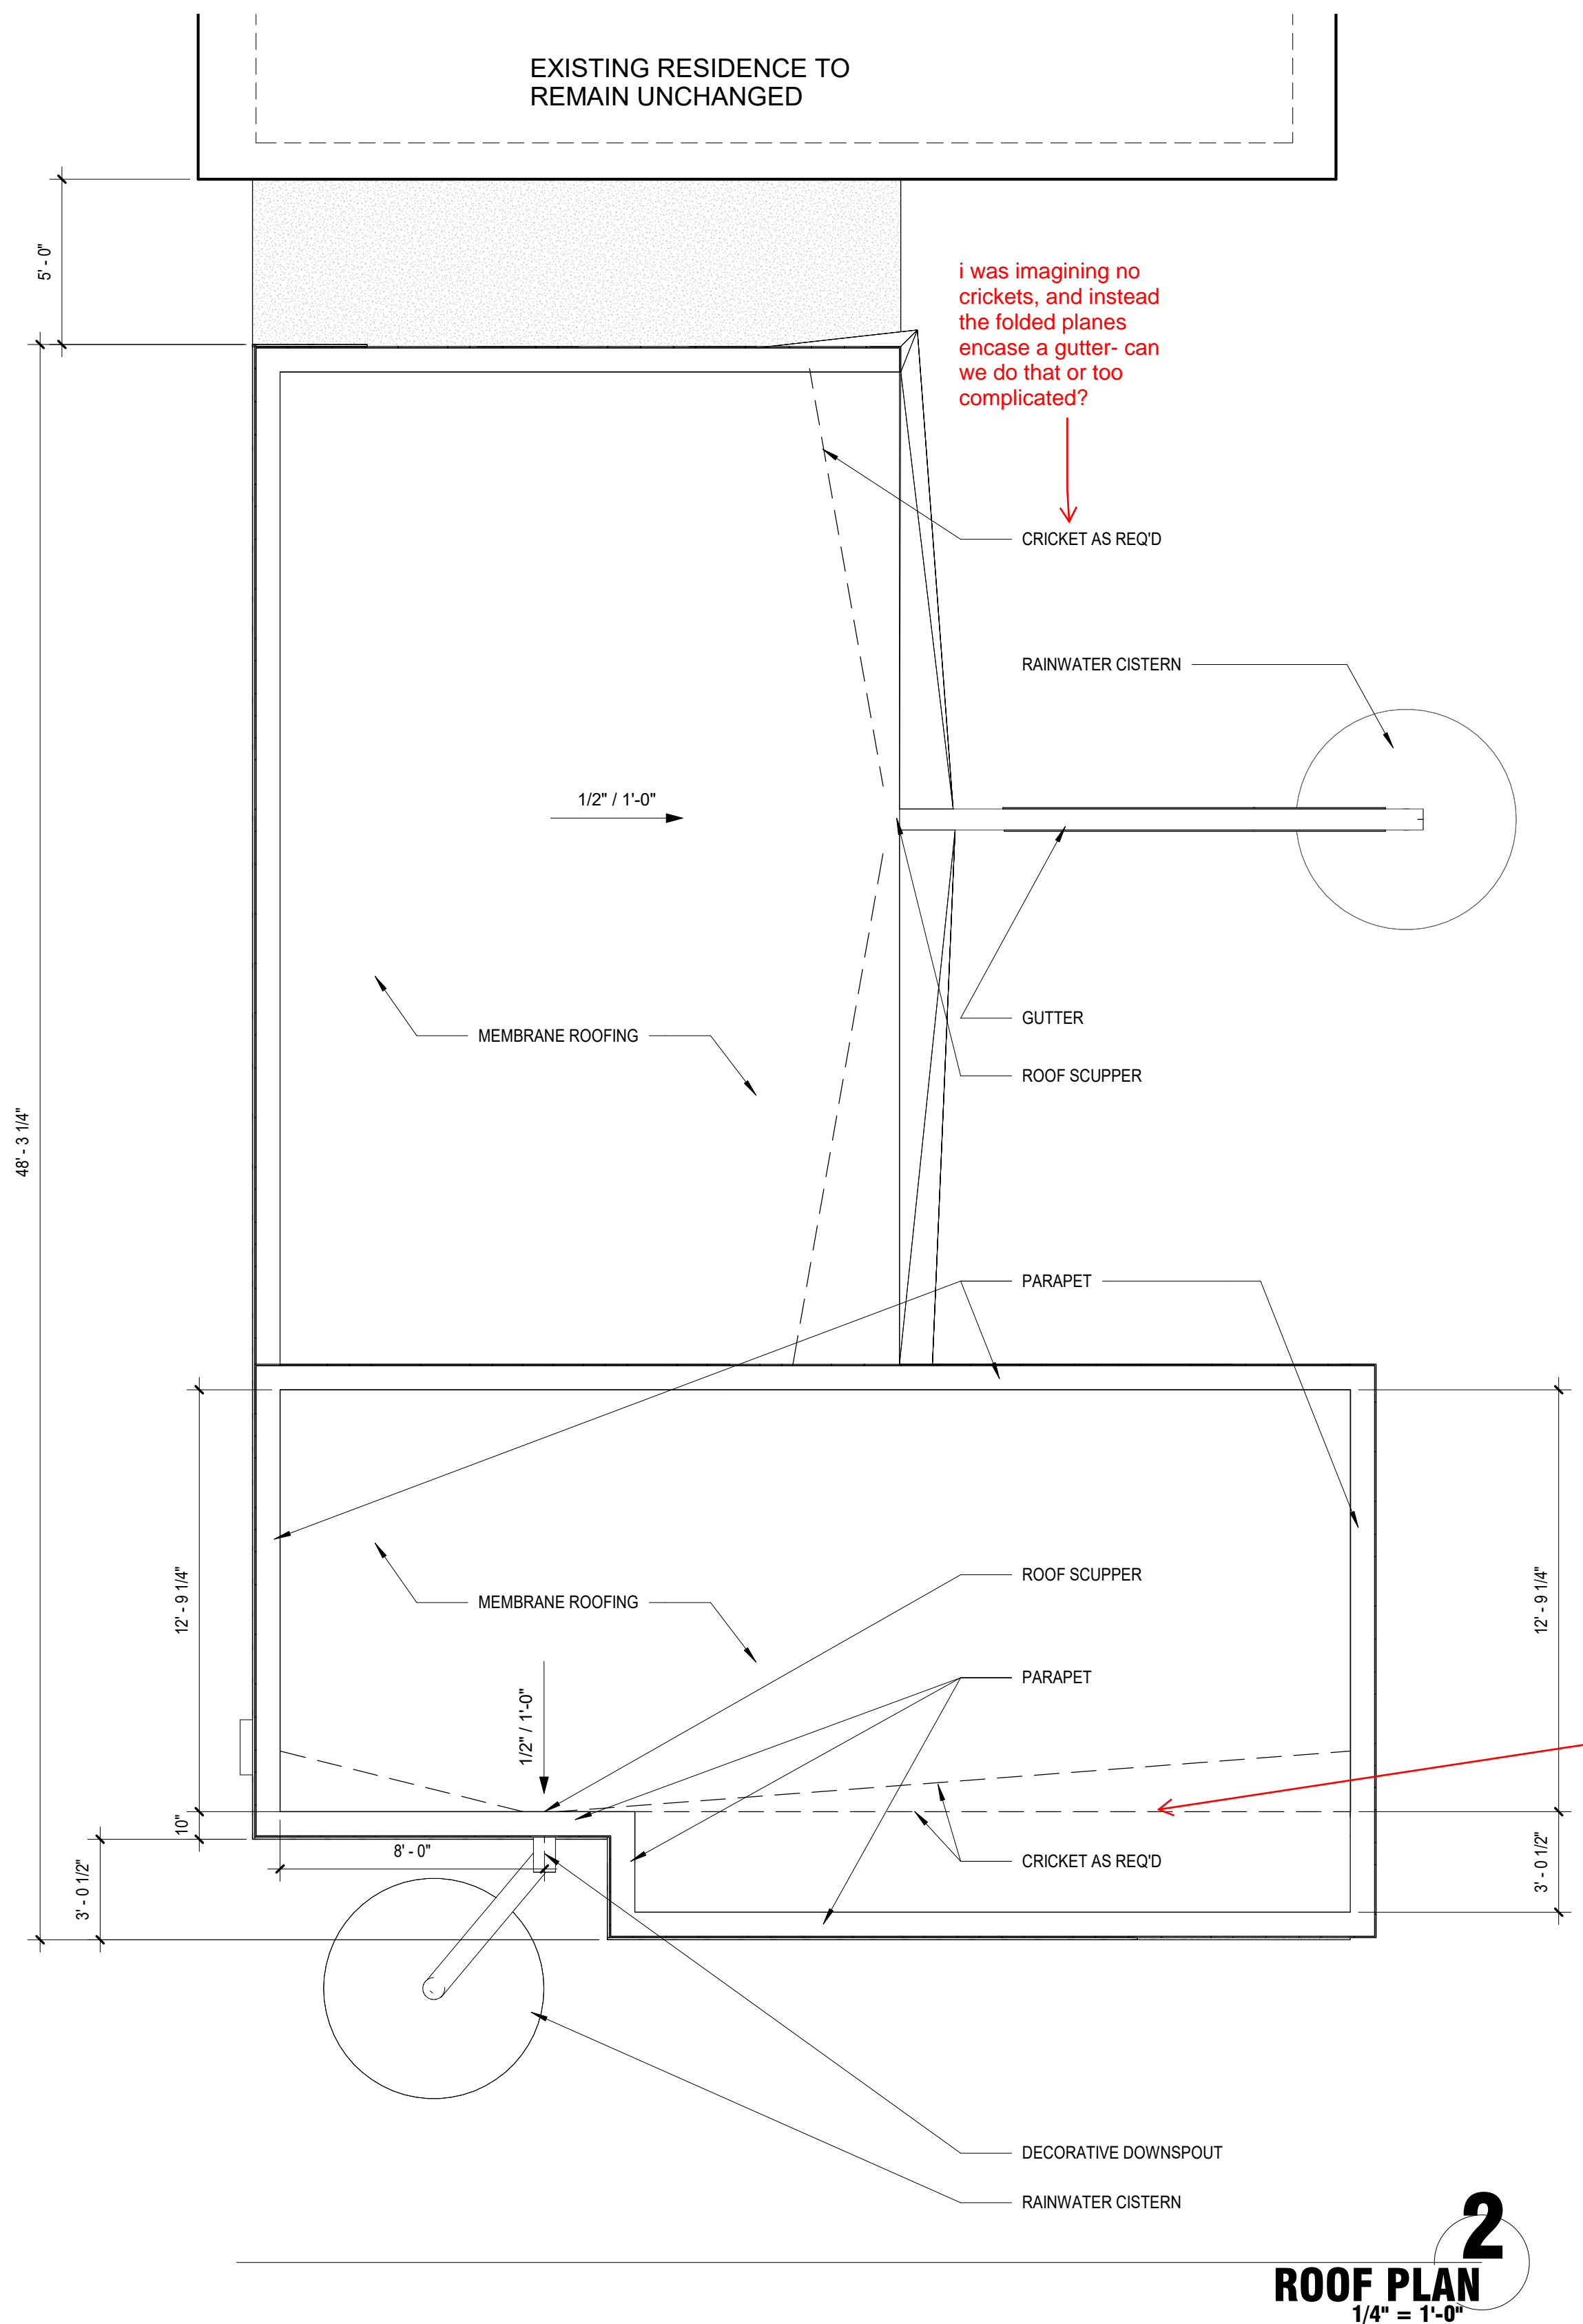 EXISTING RESIDENCE TO
REMAIN UNCHANGED
5' - 0"
i was imagining no
crickets, and instead
the folded planes
encase a gutter- can
we do that or too
complicated?
CRICKET AS REQ'D
RAINWATER CISTERN
1/2" / 1'-0"
GUTTER
MEMBRANE ROOFING
ROOF SCUPPER
48' - 3 1/4"
PARAPET
12' - 9 1/4"
12' - 9 1/4"
ROOF SCUPPER
MEMBRANE ROOFING
PARAPET
1/2" / 1'-0"
10"
8' - 0"
CRICKET AS REQ'D
3' - 0 1/2"
3' - 0 1/2"
DECORATIVE DOWNSPOUT
RAINWATER CISTERN
2
ROOF PLAN
1/4" = 1'-0"